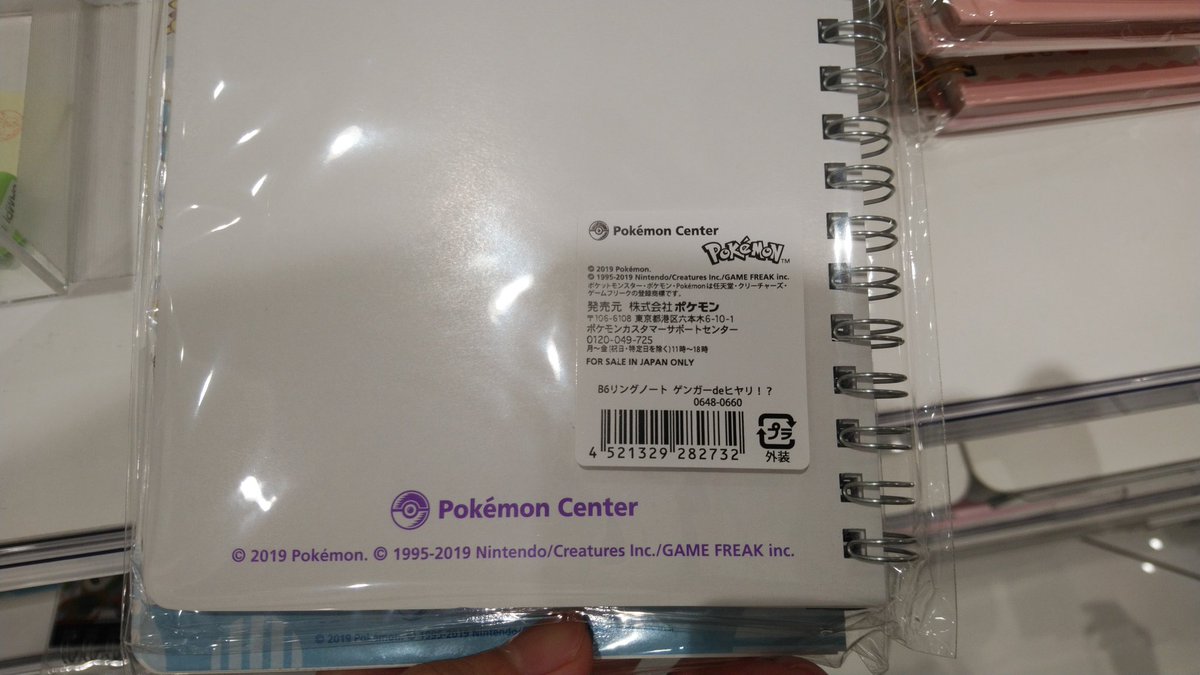 Pokémon Center
POKéMON TM
© 2019 Pokémon.
© 1995-2019 Nintendo/Creatures Inc./GAME FREAK inc.
ポケットモンスター・ポケモン・Pokémonは任天堂・クリーチャーズ・
ゲームフリークの登録商標です。
発売元 株式会社ポケモン
〒106-6108 東京都港区六本木6-10-1
ポケモンカスタマーサポートセンター
0120-049-725
月~金(祝日・特定日を除く)11時~18時
FOR SALE IN JAPAN ONLY
B6リングノート ゲンガーdeヒヤリ!?
0648-0660
4 521329 282732
プラ
外装
Pokémon Center
© 2019 Pokémon. © 1995-2019 Nintendo/Creatures Inc./GAME FREAK inc.
© 2019 Pokémon. © 1995-2019 Nintendo/